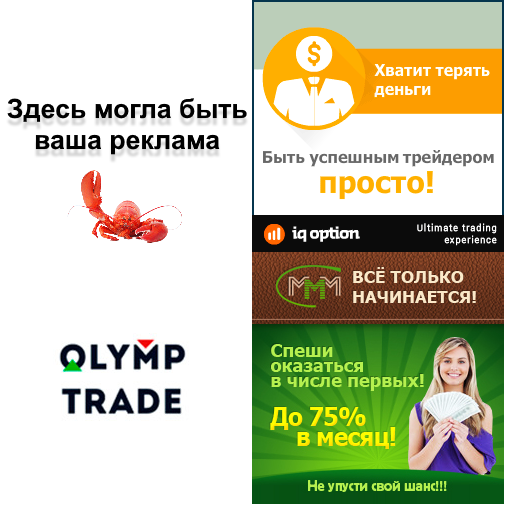 Здесь могла быть
ваша реклама
OLYMP
TRADE
$
Хватит терять
деньги
Быть успешным трейдером
просто!
iq option
Ultimate trading
experience
МММ
ВСЁ ТОЛЬКО
НАЧИНАЕТСЯ!
Спеши
оказаться
в числе первых!
До 75%
в месяц!
Не упусти свой шанс!!!